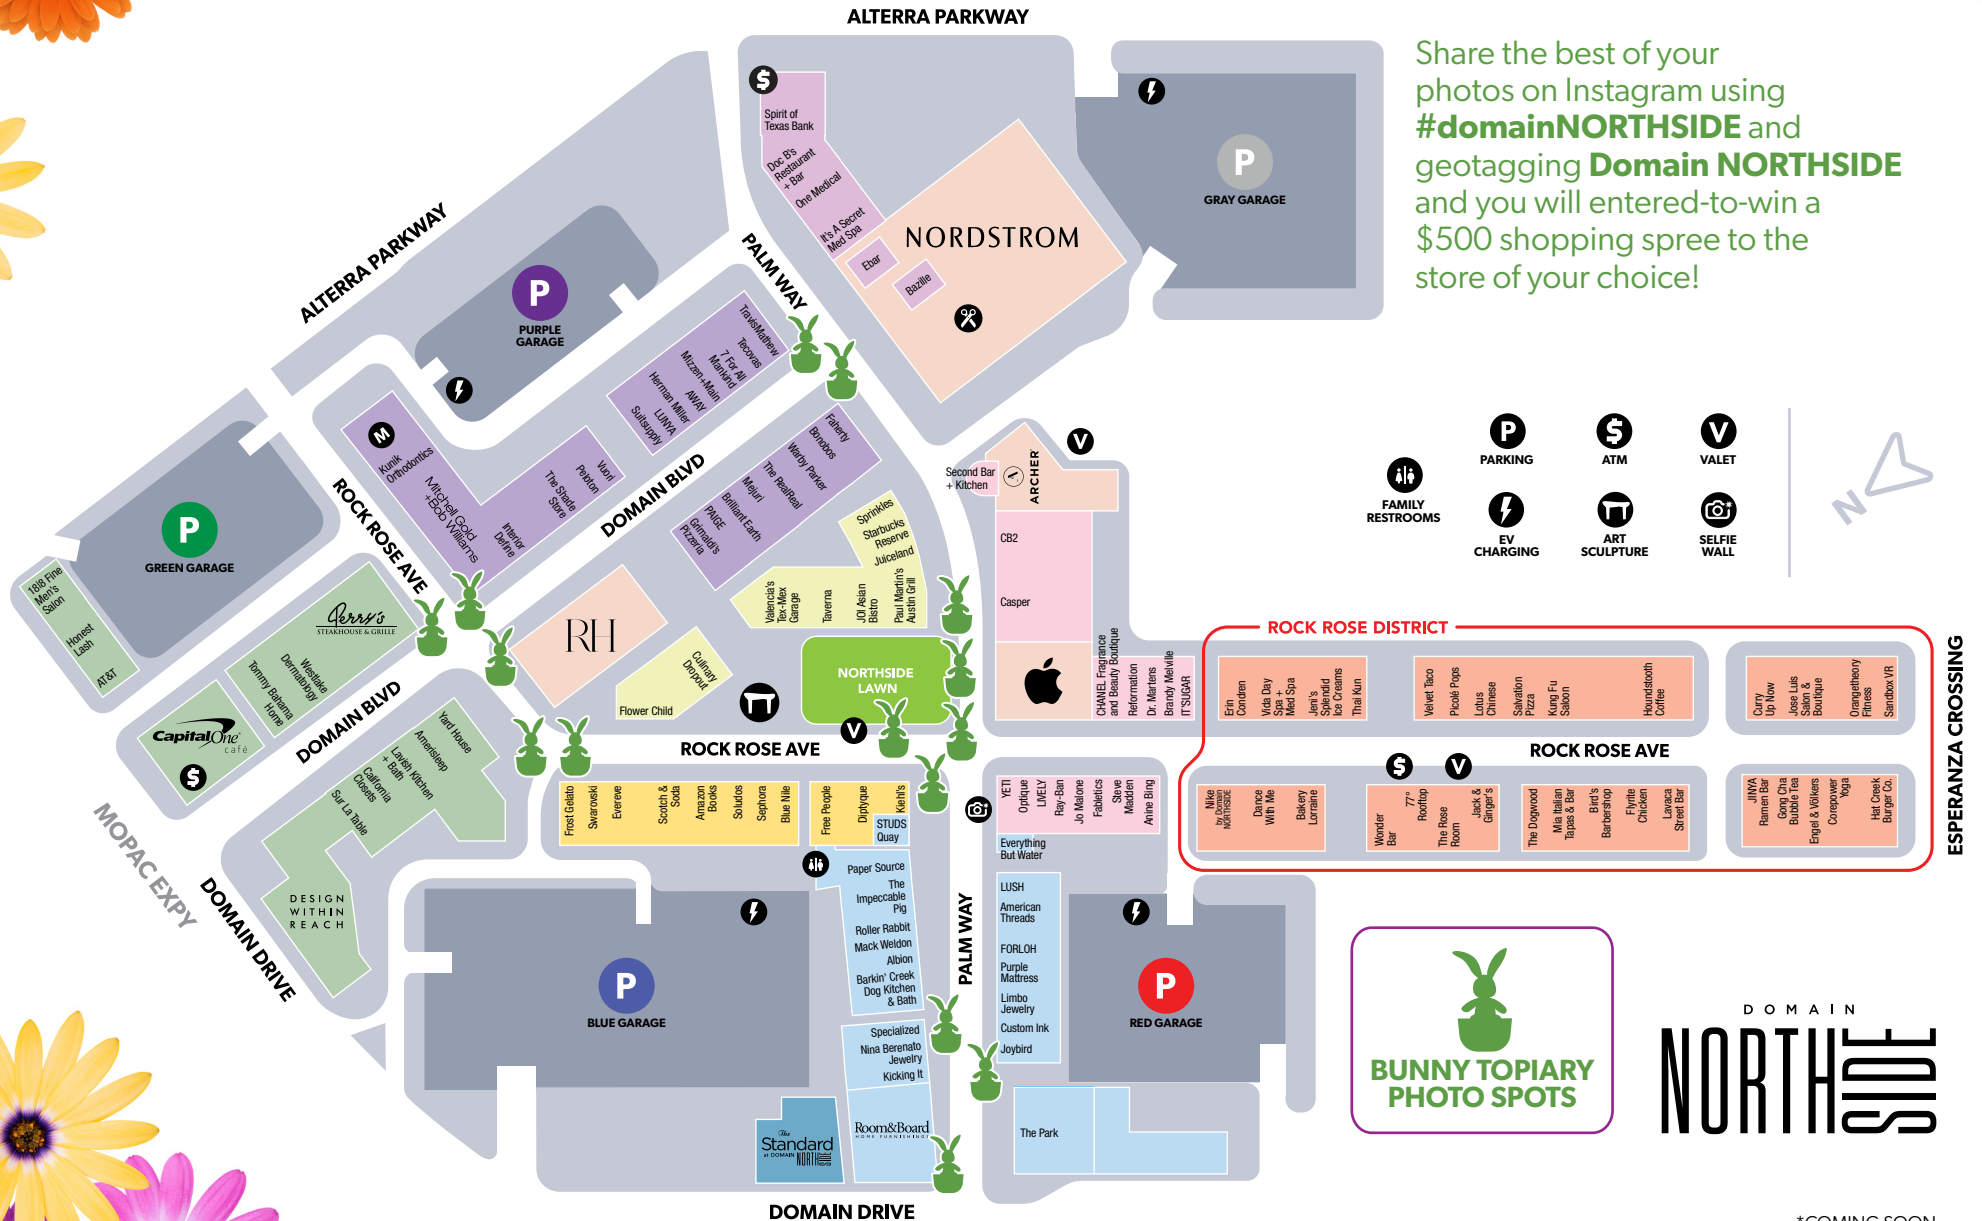 ALTERRA PARKWAY
Share the best of your
photos on Instagram using
#domainNORTHSIDE and
geotagging Domain NORTHSIDE
and you will entered-to-win a
$500 shopping spree to the
store of your choice!
$
Spirit of
Texas Bank
Doc B's
Restaurant
+ Bar
One Medical
It's A Secret
Med Spa
Ebar
Bazille
NORDSTROM
P
GRAY GARAGE
ALTERRA PARKWAY
PALM WAY
P
PURPLE
GARAGE
TravisMathew
Tecovas
7 For All
Mankind
Mizzen+Main
AWAY
Herman Miller
LUNYA
Suitsupply
M
Kunik
Orthodontics
Mitchell Gold
+Bob Williams
Interior
Define
The Shade
Store
Peloton
Vuori
ROCK ROSE AVE
DOMAIN BLVD
Faherty
Bonobos
Warby Parker
The RealReal
Mejuri
Brilliant Earth
PAIGE
Grimaldi's
Pizzeria
Sprinkles
Starbucks
Reserve
Juiceland
Valencia's
Tex-Mex
Garage
Taverna
JOI Asian
Bistro
Paul Martin's
Austin Grill
Second Bar
+ Kitchen
A.
ARCHER
V
CB2
Casper
P
PARKING
$
ATM
V
VALET
FAMILY
RESTROOMS
EV
CHARGING
ART
SCULPTURE
SELFIE
WALL
N
P
GREEN GARAGE
18|8 Fine
Men's
Salon
Honest
Lash
AT&T
Perry's
STEAKHOUSE & GRILLE
Westlake
Dermatology
Tommy Bahama
Home
Capital One
café
$
DOMAIN BLVD
RH
Culinary
Dropout
Flower Child
NORTHSIDE
LAWN
V
ROCK ROSE AVE
CHANEL Fragrance
and Beauty Boutique
Reformation
Dr. Martens
Brandy Melville
IT'SUGAR
ROCK ROSE DISTRICT
Erin
Condren
Vida Day
Spa +
Med Spa
Jeni's
Splendid
Ice Creams
Thai Kun
Velvet Taco
Picolé Pops
Lotus
Chinese
Salvation
Pizza
Kung Fu
Saloon
Houndstooth
Coffee
Curry
Up Now
Jose Luis
Salon &
Boutique
Orangetheory
Fitness
Sandbox VR
ESPERANZA CROSSING
ROCK ROSE AVE
$
V
Yard House
Amerisleep
Lavish Kitchen
+ Bath
California
Closets
Sur La Table
DESIGN
WITHIN
REACH
MOPAC EXPY
DOMAIN DRIVE
Frost Gelato
Swarovski
Evereve
Scotch &
Soda
Amazon
Books
Soludos
Sephora
Blue Nile
Free People
Diptyque
Kiehl's
STUDS
Quay
YETI
Optique
LIVELY
Ray-Ban
Jo Malone
Fabletics
Steve
Madden
Anine Bing
Everything
But Water
Nike
by Domain
NORTHSIDE
Dance
With Me
Bakery
Lorraine
Wonder
Bar
77°
Rooftop
The Rose
Room
Jack &
Ginger's
The Dogwood
Mia Italian
Tapas & Bar
Bird's
Barbershop
Flyrite
Chicken
Lavaca
Street Bar
JINYA
Ramen Bar
Gong Cha
Bubble Tea
Engel & Völkers
Corepower
Yoga
Hat Creek
Burger Co.
Paper Source
The
Impeccable
Pig
Roller Rabbit
Mack Weldon
Albion
Barkin' Creek
Dog Kitchen
& Bath
PALM WAY
LUSH
American
Threads
FORLOH
Purple
Mattress
Limbo
Jewelry
Custom Ink
Joybird
P
BLUE GARAGE
P
RED GARAGE
Specialized
Nina Berenato
Jewelry
Kicking It
The
Standard
at DOMAIN NORTHSIDE
Room&Board
HOME FURNISHINGS
The Park
DOMAIN DRIVE
BUNNY TOPIARY
PHOTO SPOTS
DOMAIN
NORTHSIDE
*COMING SOON